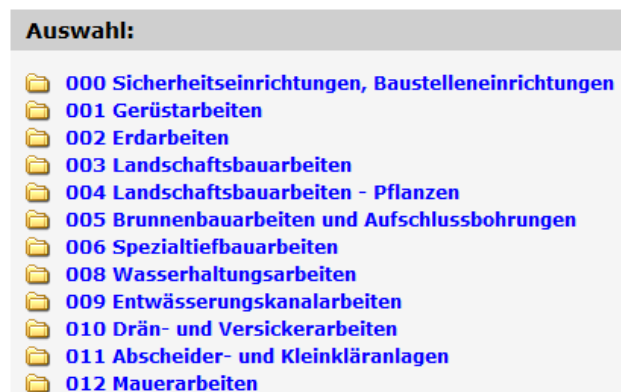 Auswahl:
000 Sicherheitseinrichtungen, Baustelleneinrichtungen
001 Gerüstarbeiten
002 Erdarbeiten
003 Landschaftsbauarbeiten
004 Landschaftsbauarbeiten - Pflanzen
005 Brunnenbauarbeiten und Aufschlussbohrungen
006 Spezialtiefbauarbeiten
008 Wasserhaltungsarbeiten
009 Entwässerungskanalarbeiten
010 Drän- und Versickerarbeiten
011 Abscheider- und Kleinkläranlagen
012 Mauerarbeiten